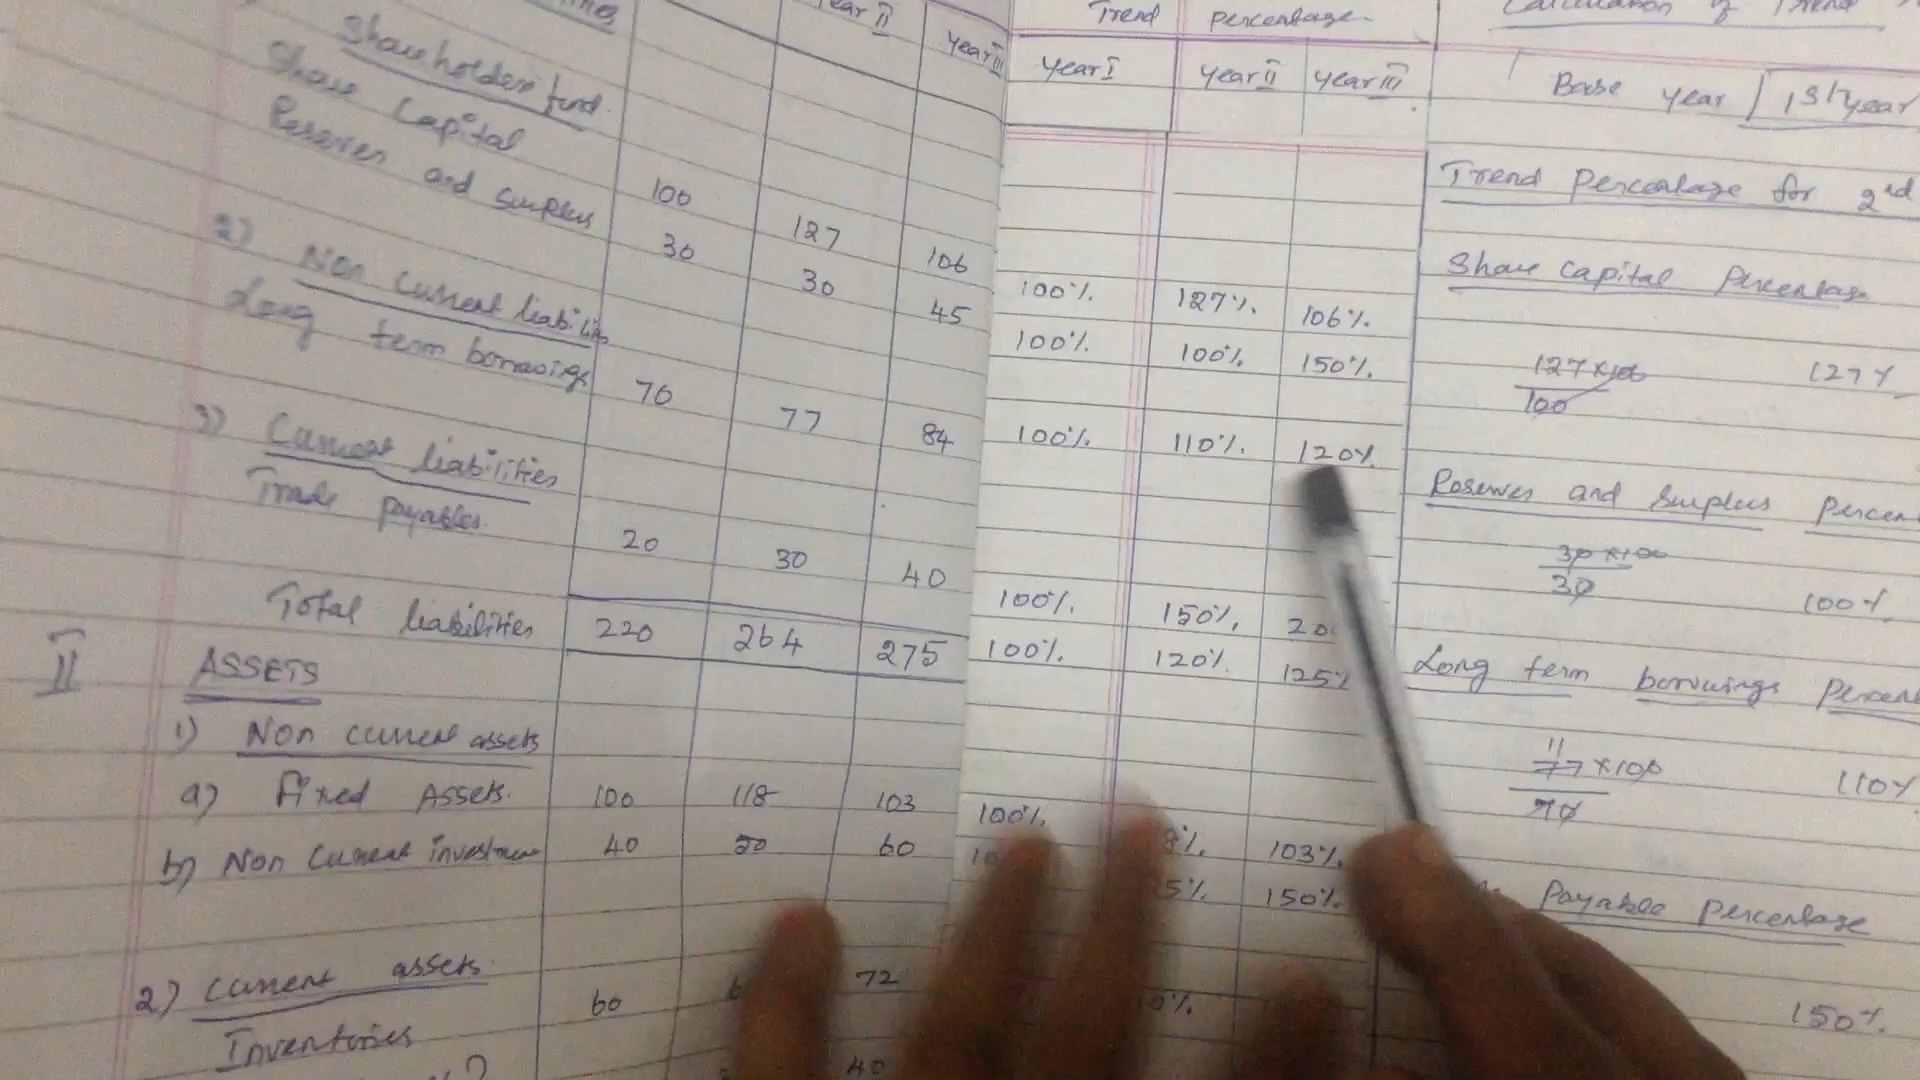 Year II
Year III
Shareholders fund.
Share Capital 100 127 106
Reserves and Surplus 30 30 45
2) Non Current liabilities
Long term borrowings 70 77 84
3) Current liabilities
Trade payables. 20 30 40
Total liabilities 220 264 275
II ASSETS
1) Non current assets
a) Fixed Assets. 100 118 103
b) Non Current investment 40 50 60
2) Current assets.
Inventories 60 72
40
Trend percentage.
Year I Year II Year III
100% 127% 106%
100% 100% 150%
100% 110% 120%
100% 150%
100% 120% 125%
100% 103%
150%
Calculation of Trend
Base year 1st year
Trend percentage for 2nd
Share capital Percentage
127×100
100
127%
Reserves and Surplus
30×100
30
100%
Long term borrowings
11
77×100
70
110%
Payable percentage
150%